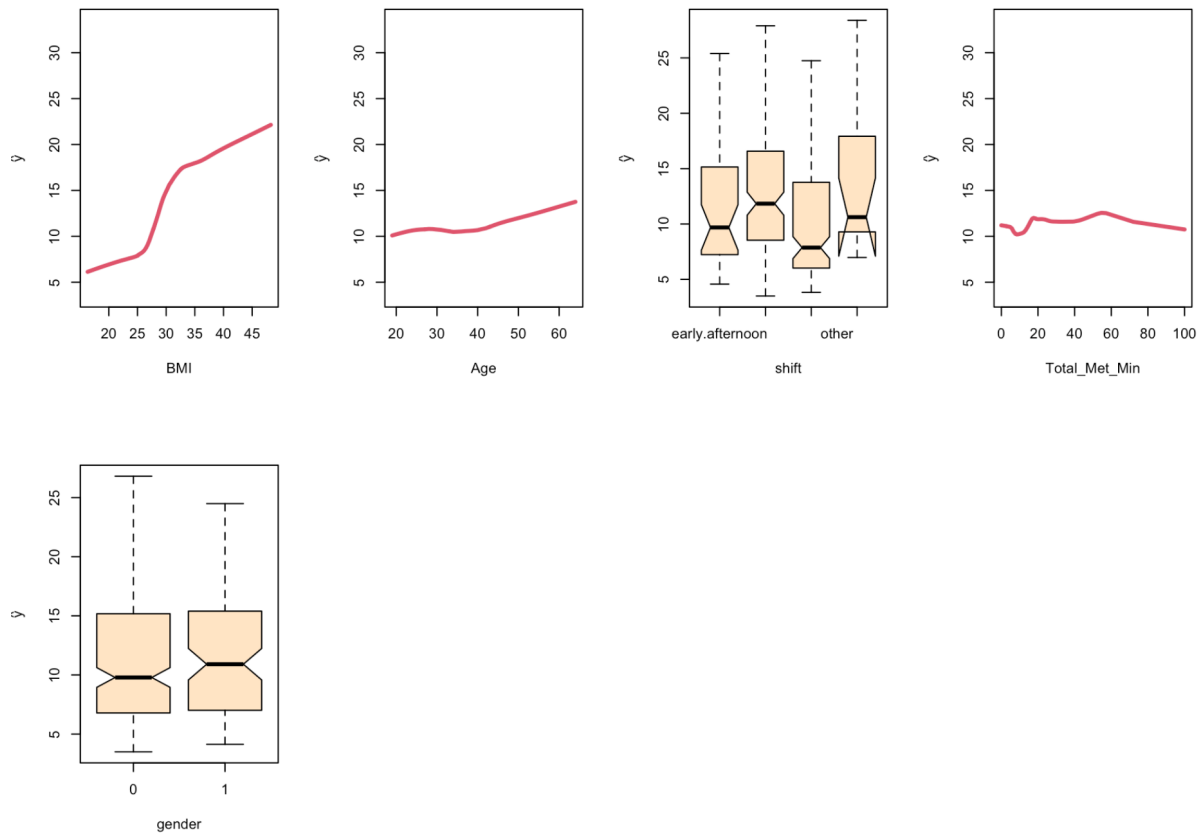 ŷ
5 10 15 20 25 30
20 25 30 35 40 45
BMI
ŷ
5 10 15 20 25 30
20 30 40 50 60
Age
ŷ
5 10 15 20 25
early.afternoon other
shift
ŷ
5 10 15 20 25 30
0 20 40 60 80 100
Total_Met_Min
ŷ
5 10 15 20 25
0 1
gender